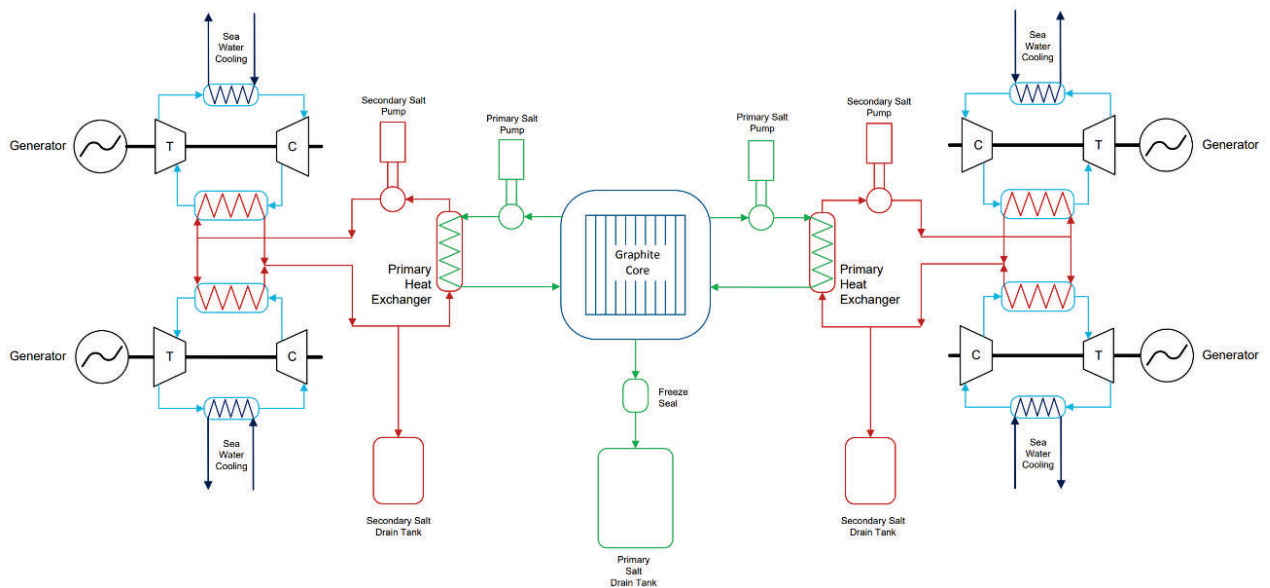 Sea
Water
Cooling
Sea
Water
Cooling
Secondary Salt
Pump
Primary Salt
Pump
Primary Salt
Pump
Secondary Salt
Pump
Generator
T
C
C
T
Generator
Graphite
Core
Primary
Heat
Exchanger
Primary
Heat
Exchanger
Generator
T
C
C
T
Generator
Freeze
Seal
Sea
Water
Cooling
Sea
Water
Cooling
Secondary Salt
Drain Tank
Secondary Salt
Drain Tank
Primary
Salt
Drain Tank